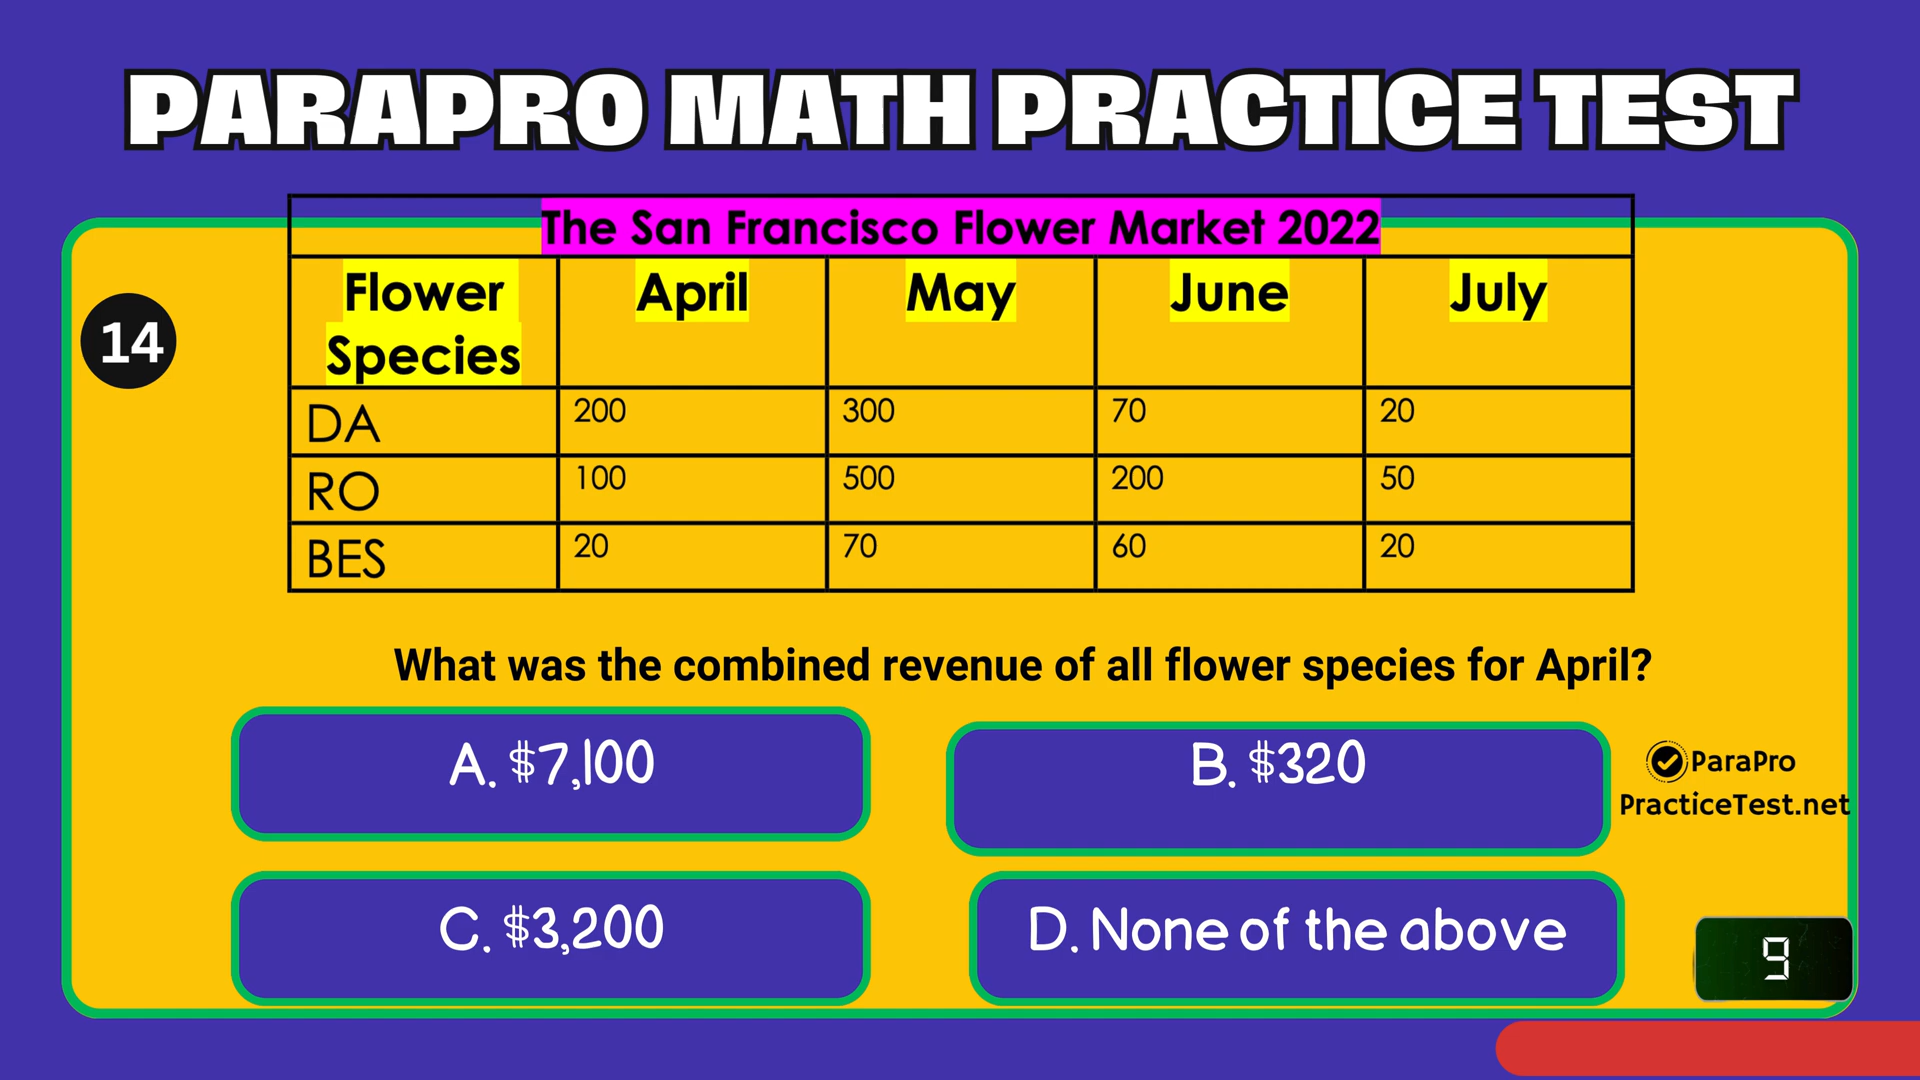 PARAPRO MATH PRACTICE TEST
The San Francisco Flower Market 2022
Flower Species April May June July
14
DA 200 300 70 20
RO 100 500 200 50
BES 20 70 60 20
What was the combined revenue of all flower species for April?
A. $7,100
B. $320
ParaPro
PracticeTest.net
C. $3,200
D. None of the above
9